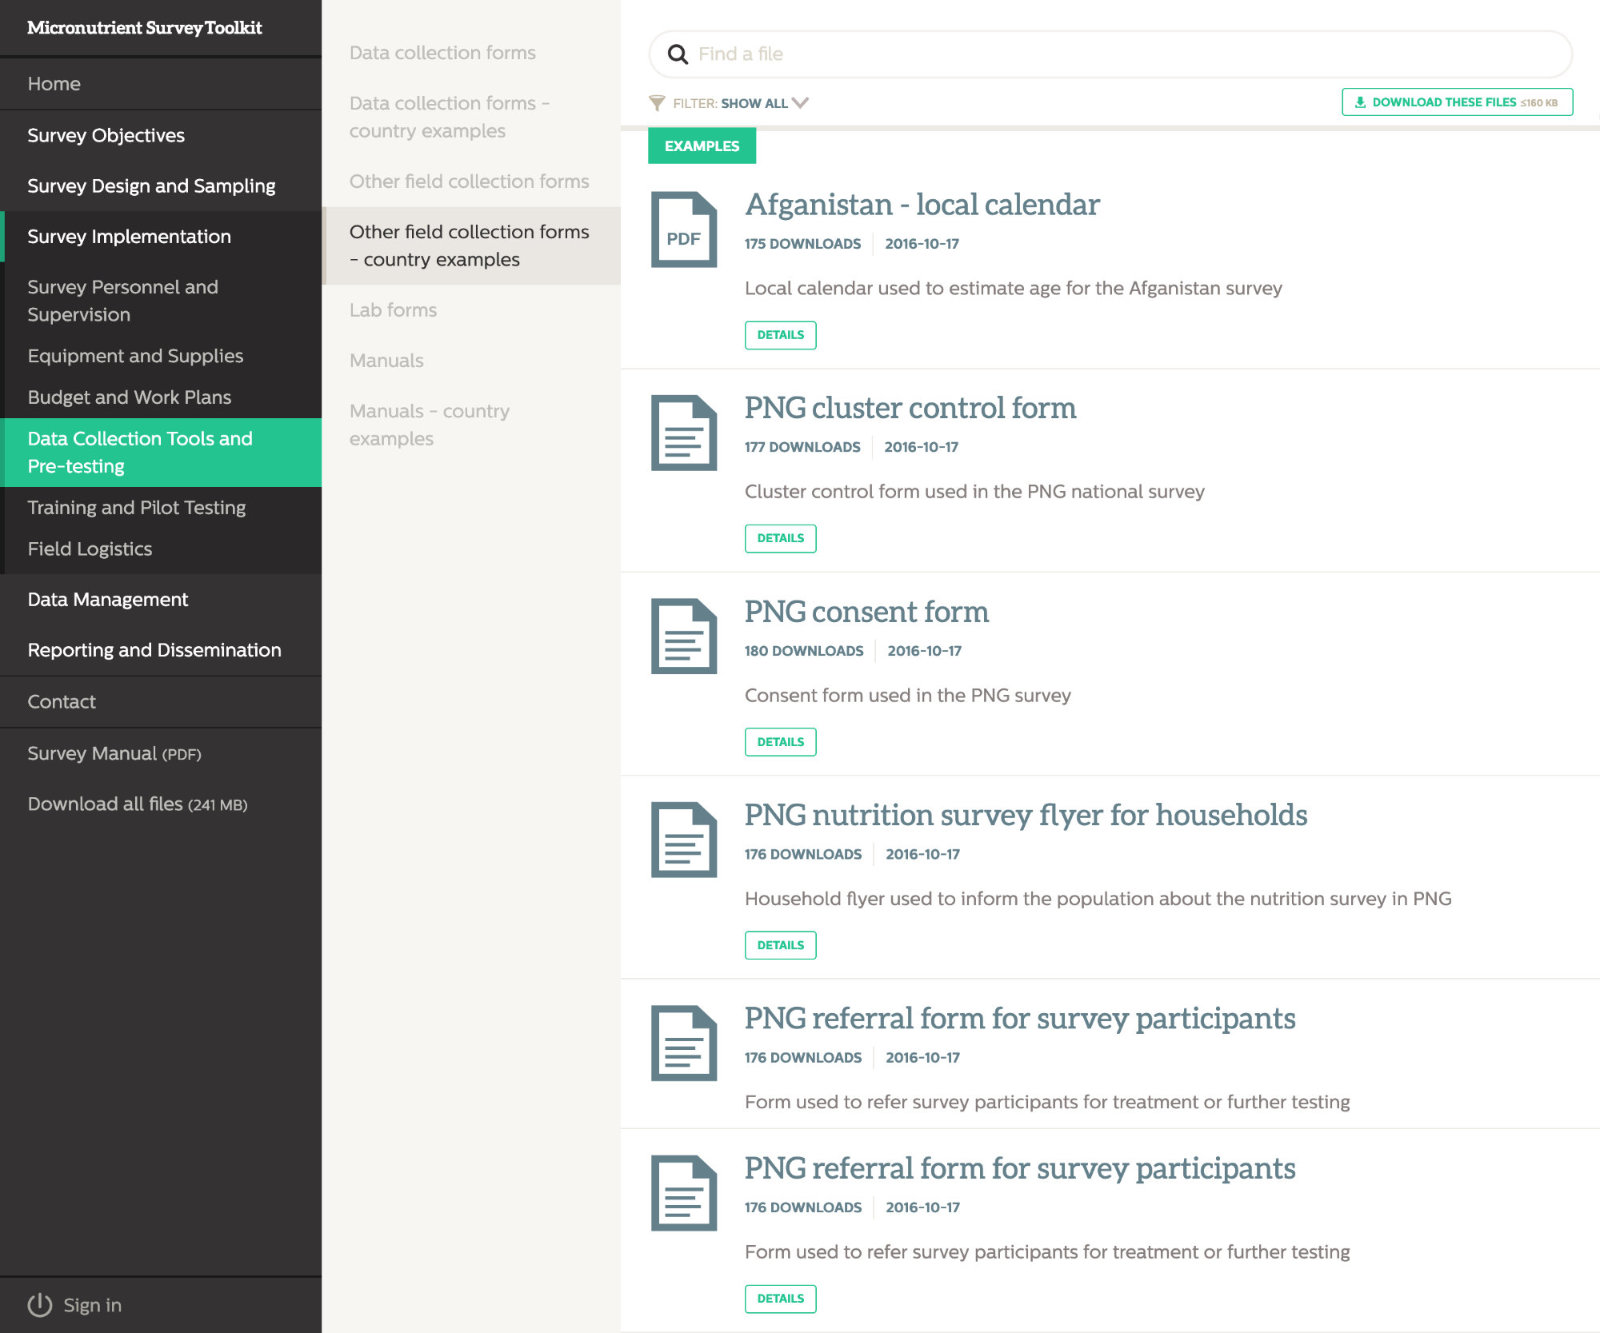 Micronutrient Survey Toolkit
Home
Survey Objectives
Survey Design and Sampling
Survey Implementation
Survey Personnel and
Supervision
Equipment and Supplies
Budget and Work Plans
Data Collection Tools and
Pre-testing
Training and Pilot Testing
Field Logistics
Data Management
Reporting and Dissemination
Contact
Survey Manual (PDF)
Download all files (241 MB)
Sign in
Data collection forms
Data collection forms -
country examples
Other field collection forms
Other field collection forms
- country examples
Lab forms
Manuals
Manuals - country
examples
Find a file
FILTER: SHOW ALL
DOWNLOAD THESE FILES ≤160 KB
EXAMPLES
PDF
Afganistan - local calendar
175 DOWNLOADS 2016-10-17
Local calendar used to estimate age for the Afganistan survey
DETAILS
PNG cluster control form
177 DOWNLOADS 2016-10-17
Cluster control form used in the PNG national survey
DETAILS
PNG consent form
180 DOWNLOADS 2016-10-17
Consent form used in the PNG survey
DETAILS
PNG nutrition survey flyer for households
176 DOWNLOADS 2016-10-17
Household flyer used to inform the population about the nutrition survey in PNG
DETAILS
PNG referral form for survey participants
176 DOWNLOADS 2016-10-17
Form used to refer survey participants for treatment or further testing
PNG referral form for survey participants
176 DOWNLOADS 2016-10-17
Form used to refer survey participants for treatment or further testing
DETAILS